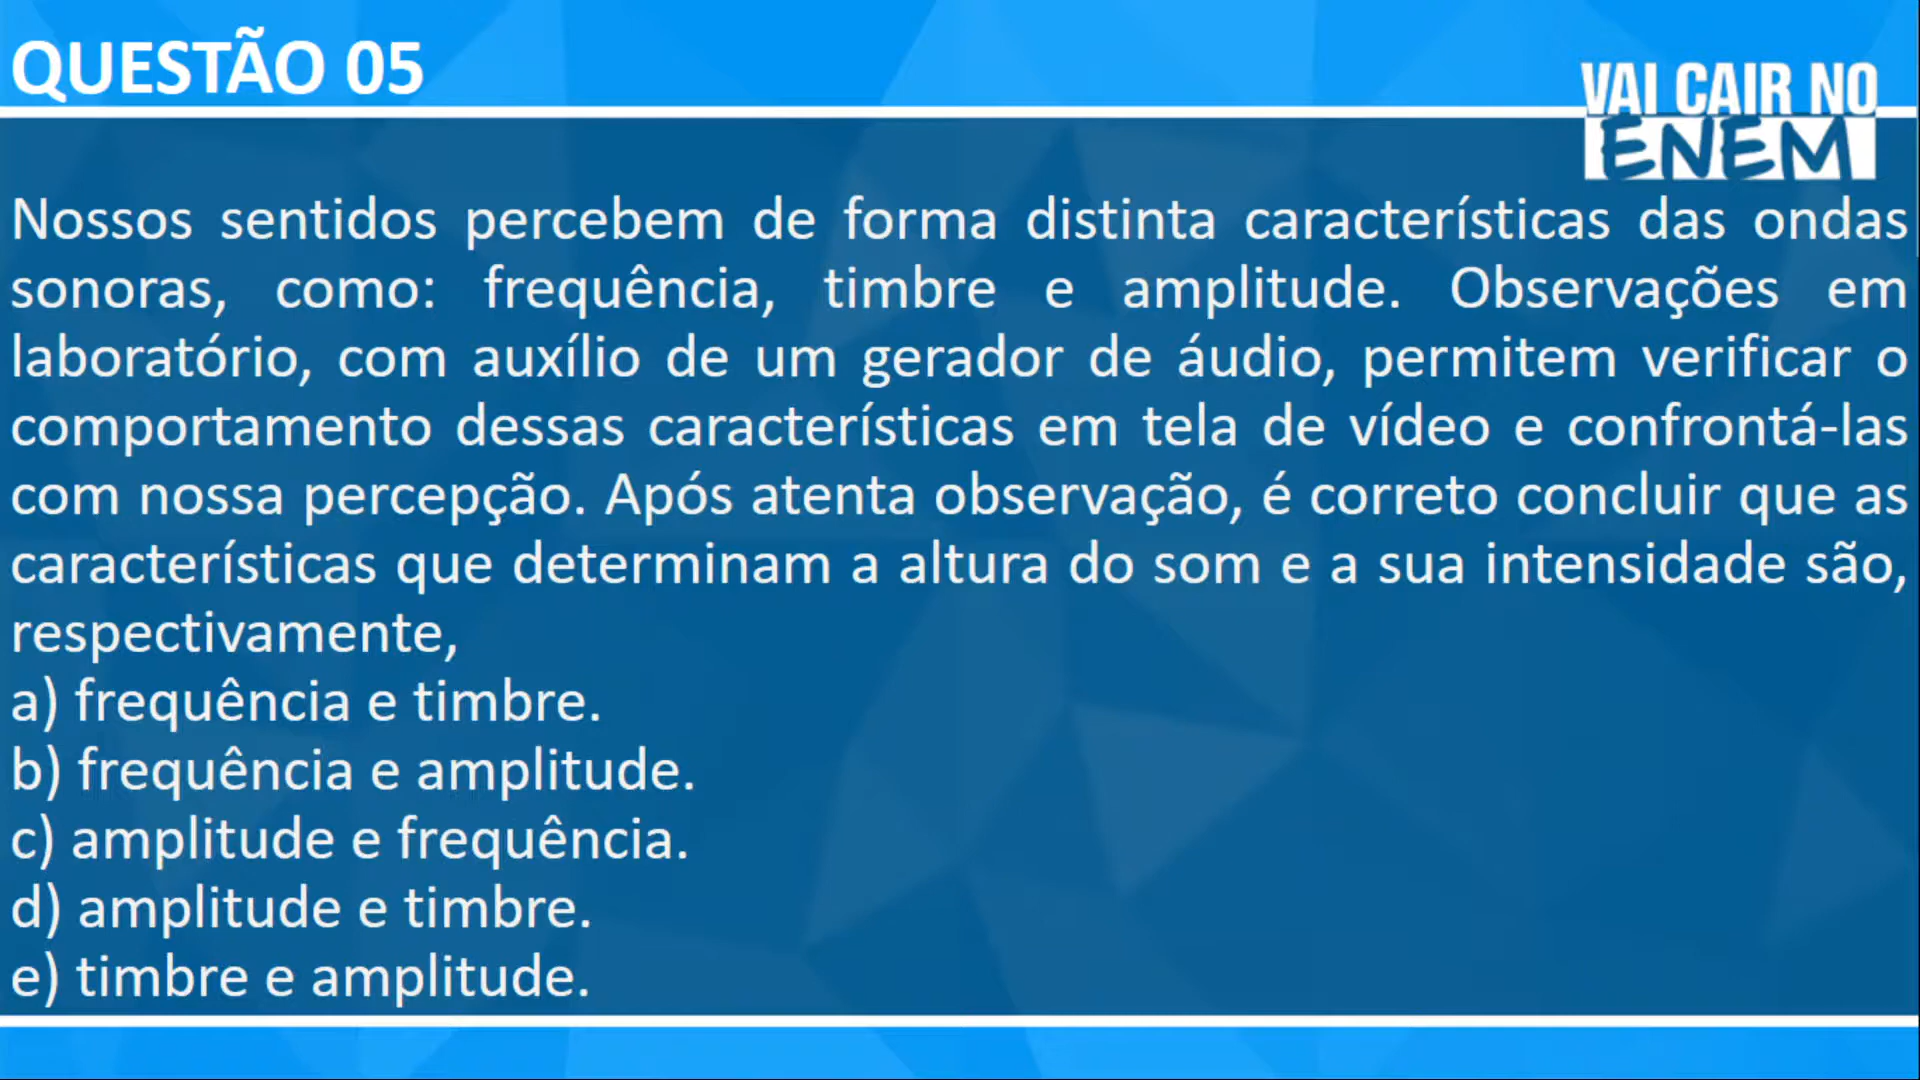 QUESTÃO 05
VAI CAIR NO
ENEM
Nossos sentidos percebem de forma distinta características das ondas
sonoras, como: frequência, timbre e amplitude. Observações em
laboratório, com auxílio de um gerador de áudio, permitem verificar o
comportamento dessas características em tela de vídeo e confrontá-las
com nossa percepção. Após atenta observação, é correto concluir que as
características que determinam a altura do som e a sua intensidade são,
respectivamente,
a) frequência e timbre.
b) frequência e amplitude.
c) amplitude e frequência.
d) amplitude e timbre.
e) timbre e amplitude.